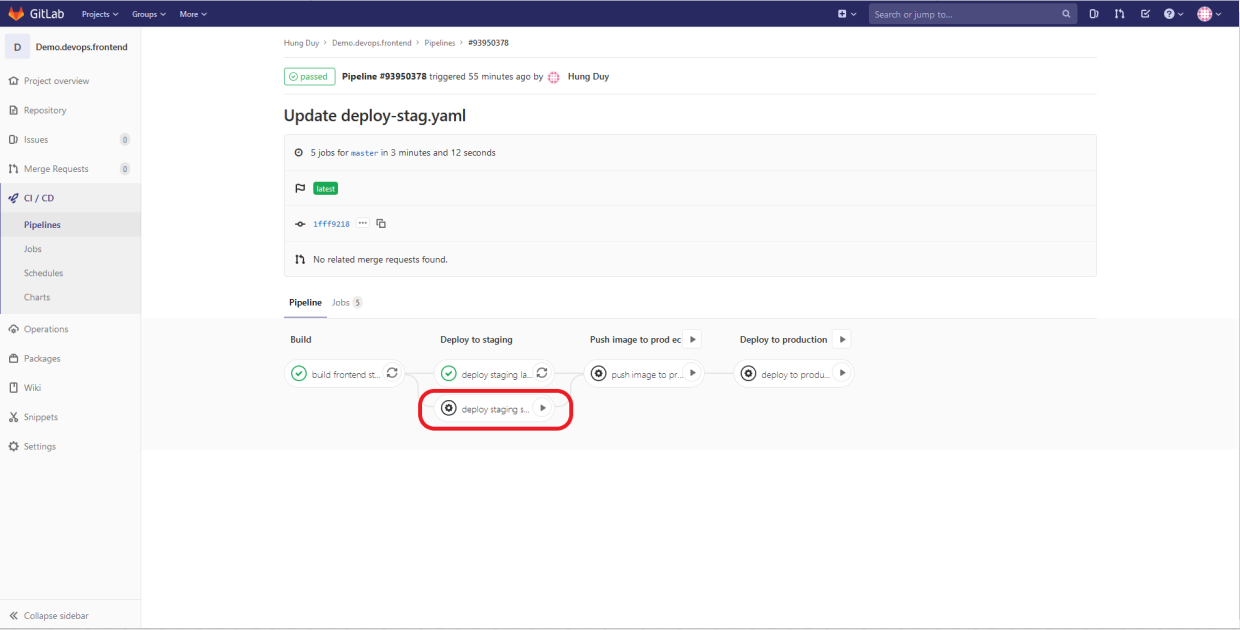 GitLab Projects Groups More Search or jump to...
D Demo.devops.frontend
Project overview
Repository
Issues 0
Merge Requests 0
CI / CD
Pipelines
Jobs
Schedules
Charts
Operations
Packages
Wiki
Snippets
Settings
Collapse sidebar
Hung Duy > Demo.devops.frontend > Pipelines > #93950378
passed Pipeline #93950378 triggered 55 minutes ago by Hung Duy
Update deploy-stag.yaml
5 jobs for master in 3 minutes and 12 seconds
latest
1fff9218 ...
No related merge requests found.
Pipeline Jobs 5
Build Deploy to staging Push image to prod ec Deploy to production
build frontend st... deploy staging la... push image to pr... deploy to produ...
deploy staging s...